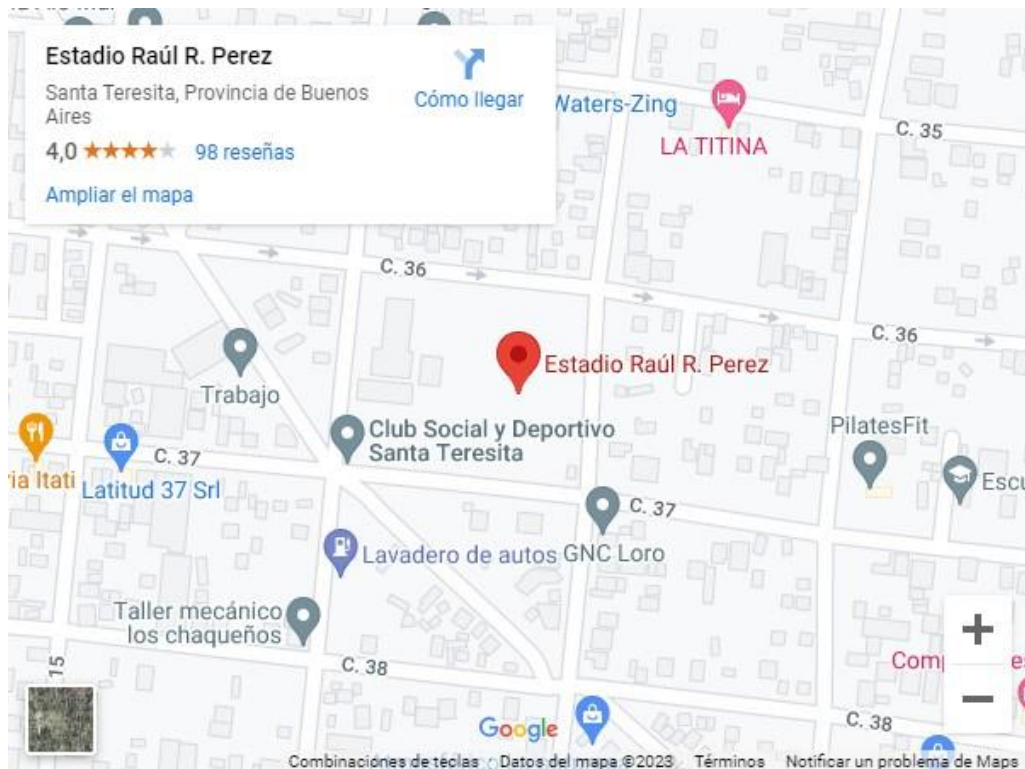 Estadio Raúl R. Perez
Santa Teresita, Provincia de Buenos
Aires
4,0
98 reseñas
Ampliar el mapa
Cómo llegar
Waters-Zing
LA TITINA
C. 35
C. 36
C. 36
Estadio Raúl R. Perez
Trabajo
Club Social y Deportivo
Santa Teresita
PilatesFit
C. 37
Itati
Latitud 37 Srl
C. 37
Lavadero de autos
GNC Loro
Taller mecánico
los chaqueños
+
15
C. 38
−
C. 38
Google
Combinaciones de teclas
Datos del mapa ©2023
Términos
Notificar un problema de Maps